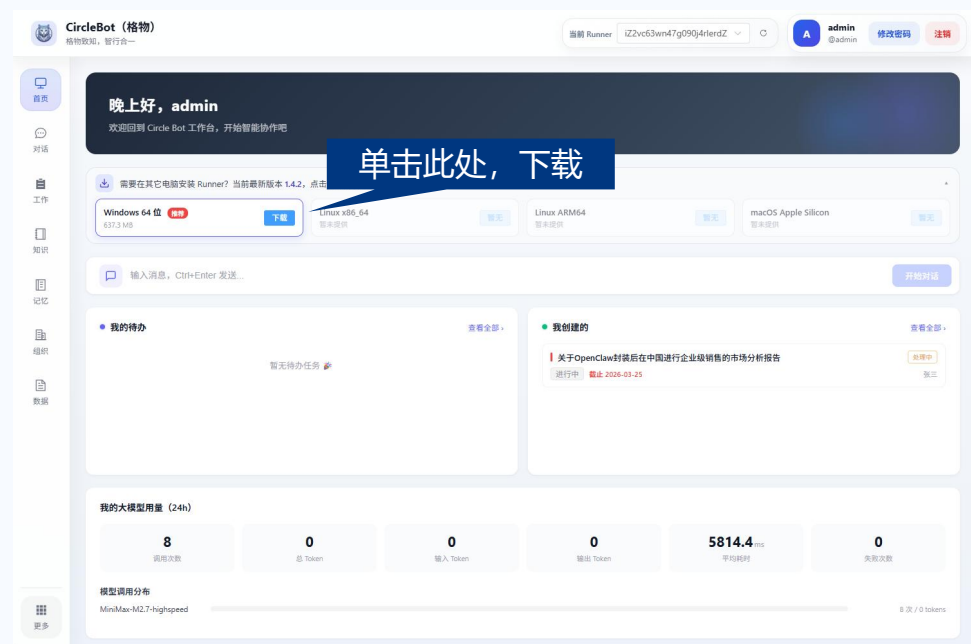 CircleBot（格物）
格物致知，智行合一
当前 Runner
iZ2vc63wn47g090j4rlerdZ
A
admin
@admin
修改密码
注销
首页
对话
工作
知识
记忆
组织
数据
更多
晚上好，admin
欢迎回到 Circle Bot 工作台，开始智能协作吧
单击此处，下载
需要在其它电脑安装 Runner？当前最新版本 1.4.2，点击
Windows 64 位 推荐
637.3 MB
下载
Linux x86_64
暂未提供
暂无
Linux ARM64
暂未提供
暂无
macOS Apple Silicon
暂未提供
暂无
输入消息，Ctrl+Enter 发送...
开始对话
我的待办
查看全部 ›
暂无待办任务 🎉
我创建的
查看全部 ›
关于OpenClaw封装后在中国进行企业级销售的市场分析报告
处理中
进行中 截止 2026-03-25
张三
我的大模型用量（24h）
8
调用次数
0
总 Token
0
输入 Token
0
输出 Token
5814.4 ms
平均耗时
0
失败次数
模型调用分布
MiniMax-M2.7-highspeed
8 次 / 0 tokens